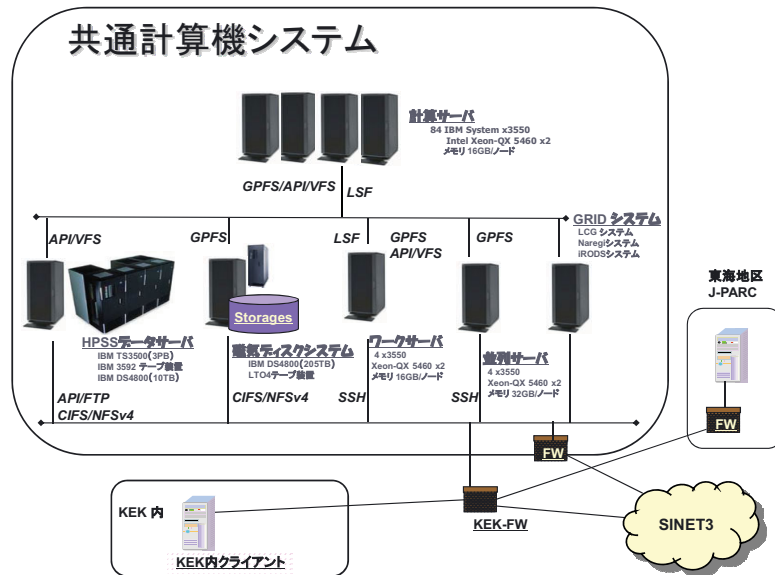 共通計算機システム
計算サーバ
84 IBM System x3550
Intel Xeon-QX 5460 x2
メモリ 16GB/ノード
GPFS/API/VFS
LSF
GRID システム
LCG システム
Naregiシステム
iRODSシステム
API/VFS
GPFS
LSF
GPFS
API/VFS
GPFS
東海地区
J-PARC
Storages
HPSSデータサーバ
IBM TS3500(3PB)
IBM 3592 テープ装置
IBM DS4800(10TB)
磁気ディスクシステム
IBM DS4800(205TB)
LTO4テープ装置
ワークサーバ
4 x3550
Xeon-QX 5460 x2
メモリ 16GB/ノード
並列サーバ
4 x3550
Xeon-QX 5460 x2
メモリ 32GB/ノード
API/FTP
CIFS/NFSv4
CIFS/NFSv4
SSH
SSH
FW
FW
KEK 内
KEK内クライアント
KEK-FW
SINET3